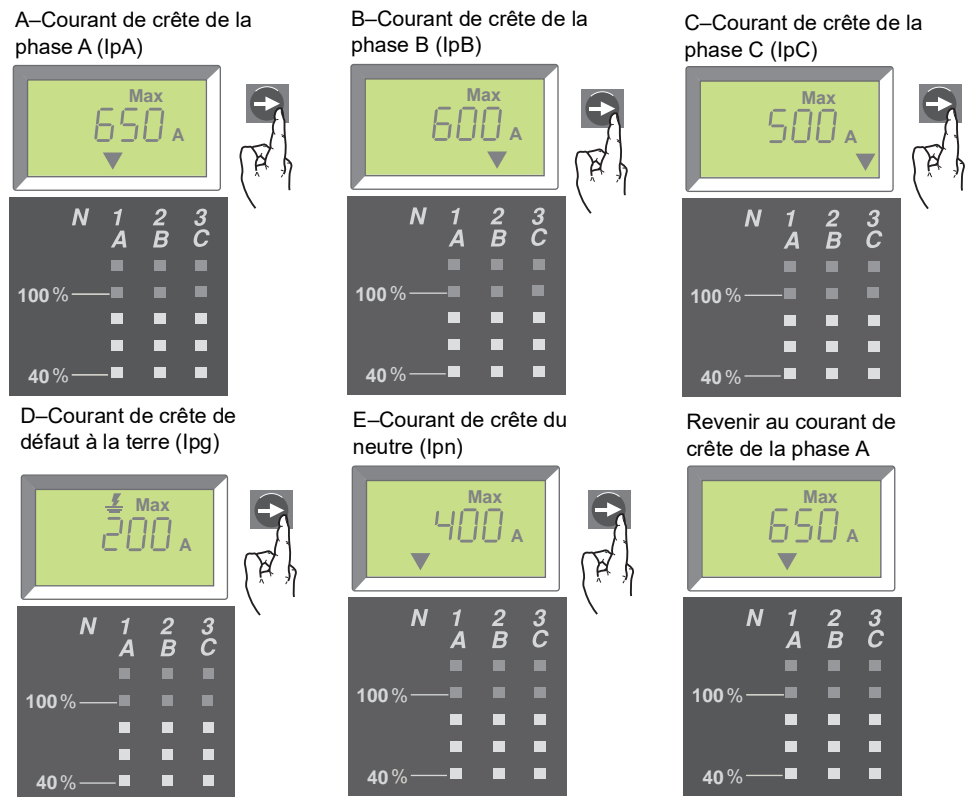 A–Courant de crête de la
phase A (IpA)
Max
650 A
N 1 2 3
A B C
100 %
40 %
B–Courant de crête de la
phase B (IpB)
Max
600 A
N 1 2 3
A B C
100 %
40 %
C–Courant de crête de la
phase C (IpC)
Max
500 A
N 1 2 3
A B C
100 %
40 %
D–Courant de crête de
défaut à la terre (Ipg)
Max
200 A
N 1 2 3
A B C
100 %
40 %
E–Courant de crête du
neutre (Ipn)
Max
400 A
N 1 2 3
A B C
100 %
40 %
Revenir au courant de
crête de la phase A
Max
650 A
N 1 2 3
A B C
100 %
40 %